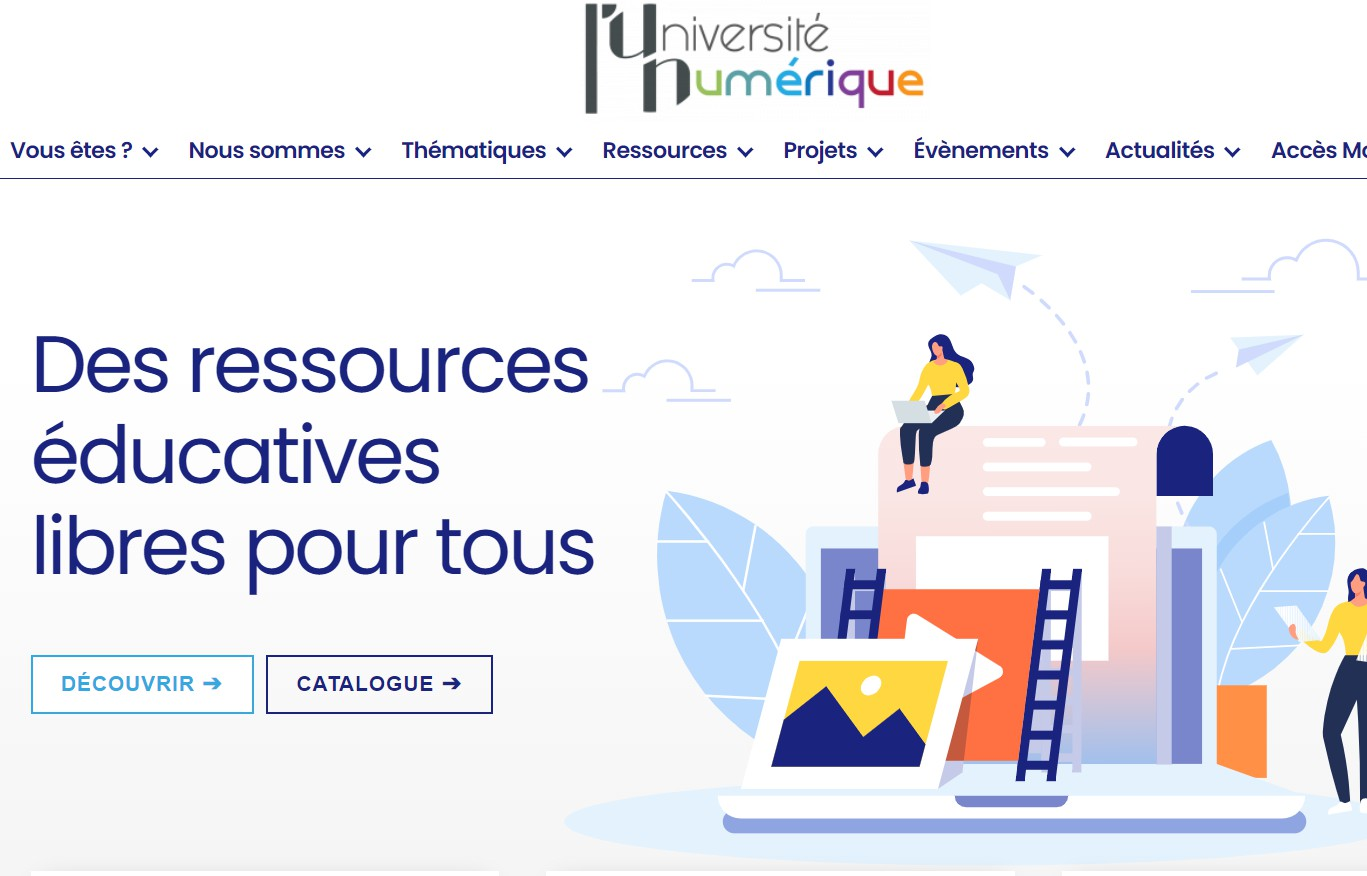 l'Université
numérique
Vous êtes ? Nous sommes Thématiques Ressources Projets Évènements Actualités Accès
Des ressources
éducatives
libres pour tous
DÉCOUVRIR ➔ CATALOGUE ➔